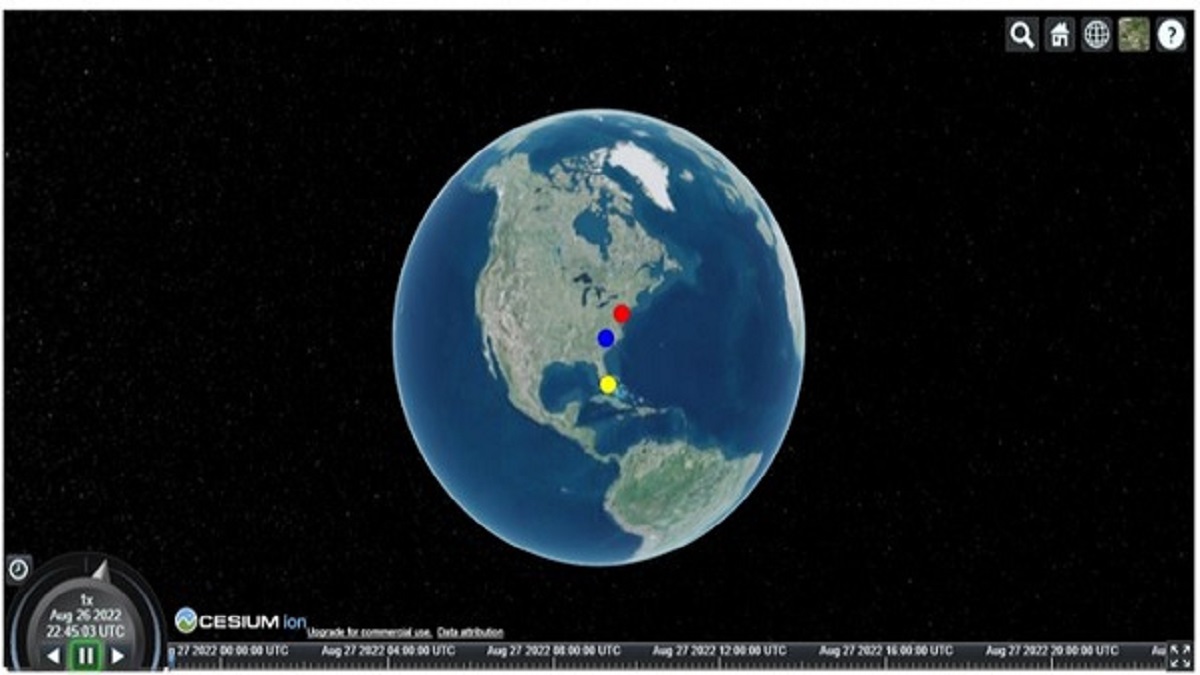 ?
1x
Aug 26 2022
22:45:03 UTC
CESIUM ion
Upgrade for commercial use. Data attribution
g 27 2022 00:00:00 UTC Aug 27 2022 04:00:00 UTC Aug 27 2022 08:00:00 UTC Aug 27 2022 12:00:00 UTC Aug 27 2022 16:00:00 UTC Aug 27 2022 20:00:00 UTC Au